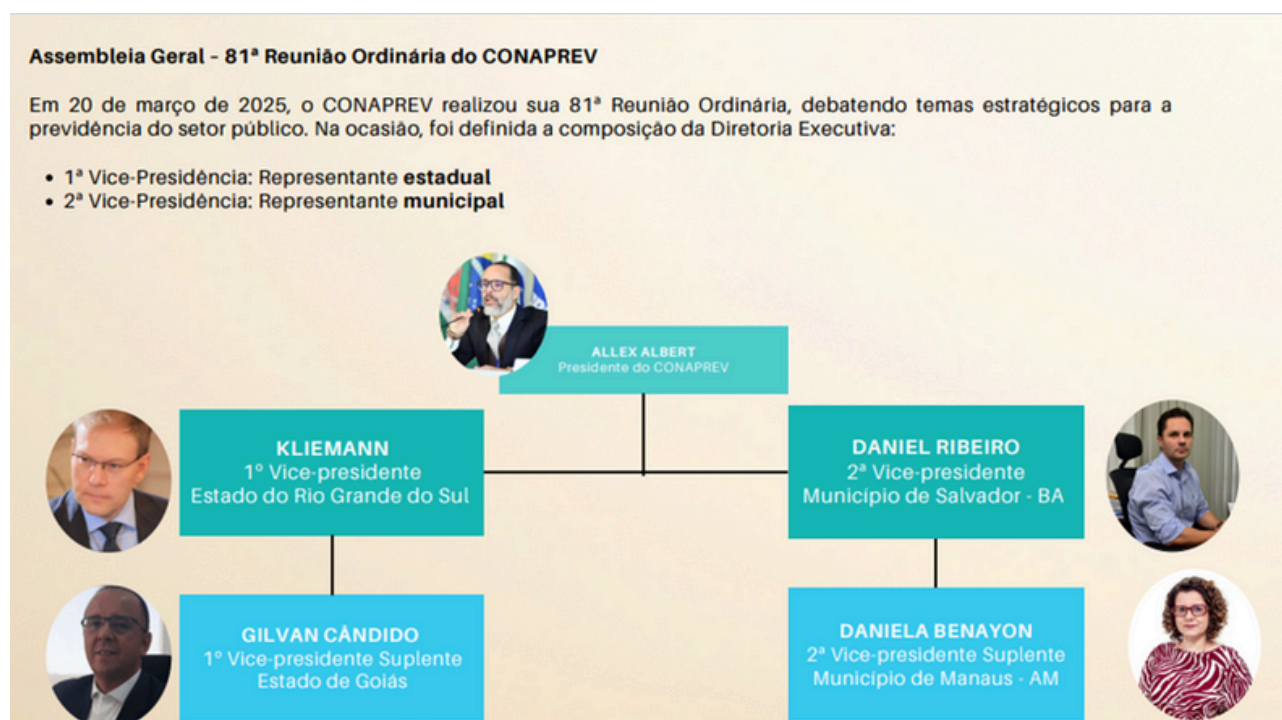 Assembleia Geral – 81ª Reunião Ordinária do CONAPREV
Em 20 de março de 2025, o CONAPREV realizou sua 81ª Reunião Ordinária, debatendo temas estratégicos para a
previdência do setor público. Na ocasião, foi definida a composição da Diretoria Executiva:
• 1ª Vice-Presidência: Representante estadual
• 2ª Vice-Presidência: Representante municipal
ALLEX ALBERT
Presidente do CONAPREV
KLIEMANN
1º Vice-presidente
Estado do Rio Grande do Sul
DANIEL RIBEIRO
2ª Vice-presidente
Município de Salvador - BA
GILVAN CÂNDIDO
1º Vice-presidente Suplente
Estado de Goiás
DANIELA BENAYON
2ª Vice-presidente Suplente
Município de Manaus - AM